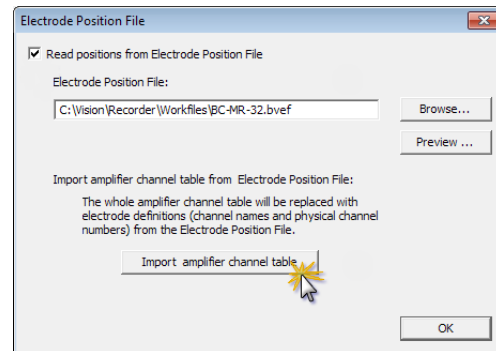 Electrode Position File
Read positions from Electrode Position File
Electrode Position File:
C:\Vision\Recorder\Workfiles\BC-MR-32.bvef
Browse...
Preview ...
Import amplifier channel table from  Electrode Position File:
The whole amplifier channel table will be replaced with
electrode definitions (channel names and physical channel
numbers) from the Electrode Position File.
Import  amplifier channel table
OK